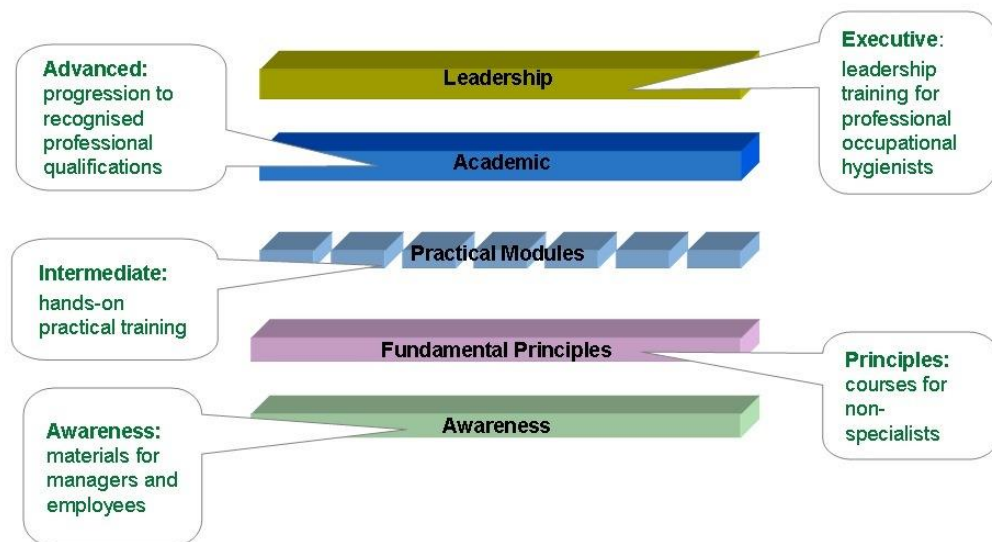 Advanced:
progression to
recognised
professional
qualifications
Leadership
Executive:
leadership
training for
professional
occupational
hygienists
Academic
Intermediate:
hands-on
practical training
Practical Modules
Fundamental Principles
Principles:
courses for
non-
specialists
Awareness:
materials for
managers and
employees
Awareness